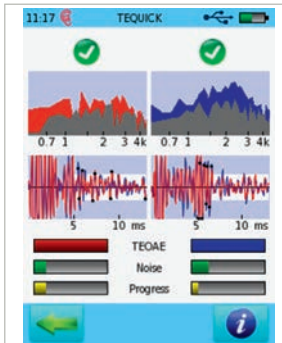 11:17 TEQUICK
0.7 1 2 3 4k 0.7 1 2 3 4k
5 10 ms 5 10 ms
TEOAE
Noise
Progress
i